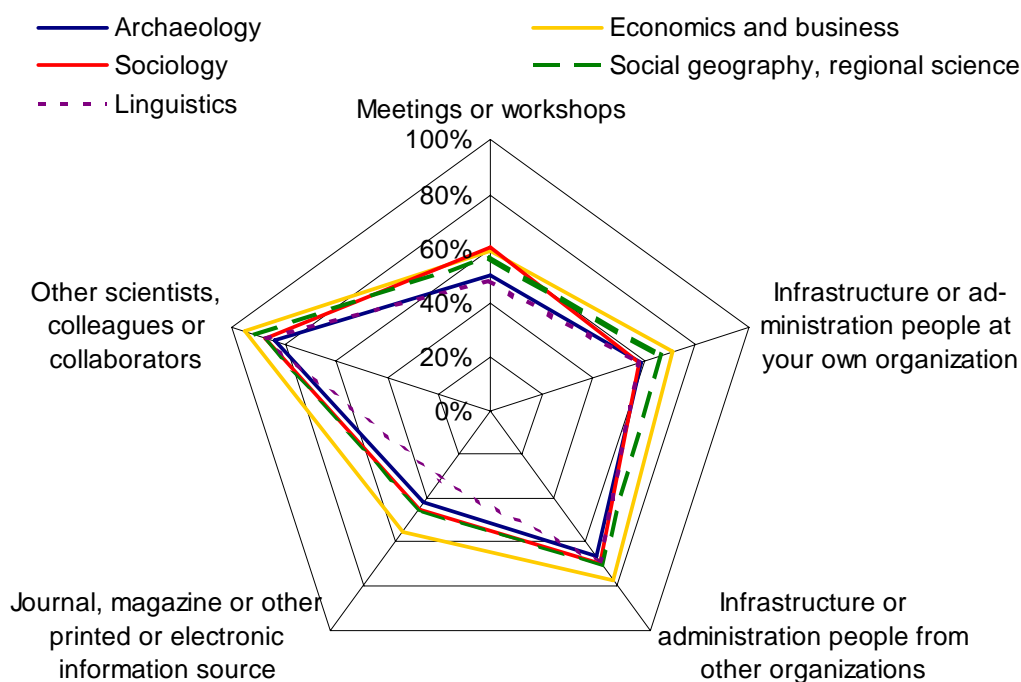 Archaeology
Economics and business
Sociology
Social geography, regional science
Linguistics
Meetings or workshops
100%
80%
60%
40%
20%
0%
Other scientists,
colleagues or
collaborators
Infrastructure or ad-
ministration people at
your own organization
Journal, magazine or other
printed or electronic
information source
Infrastructure or
administration people from
other organizations